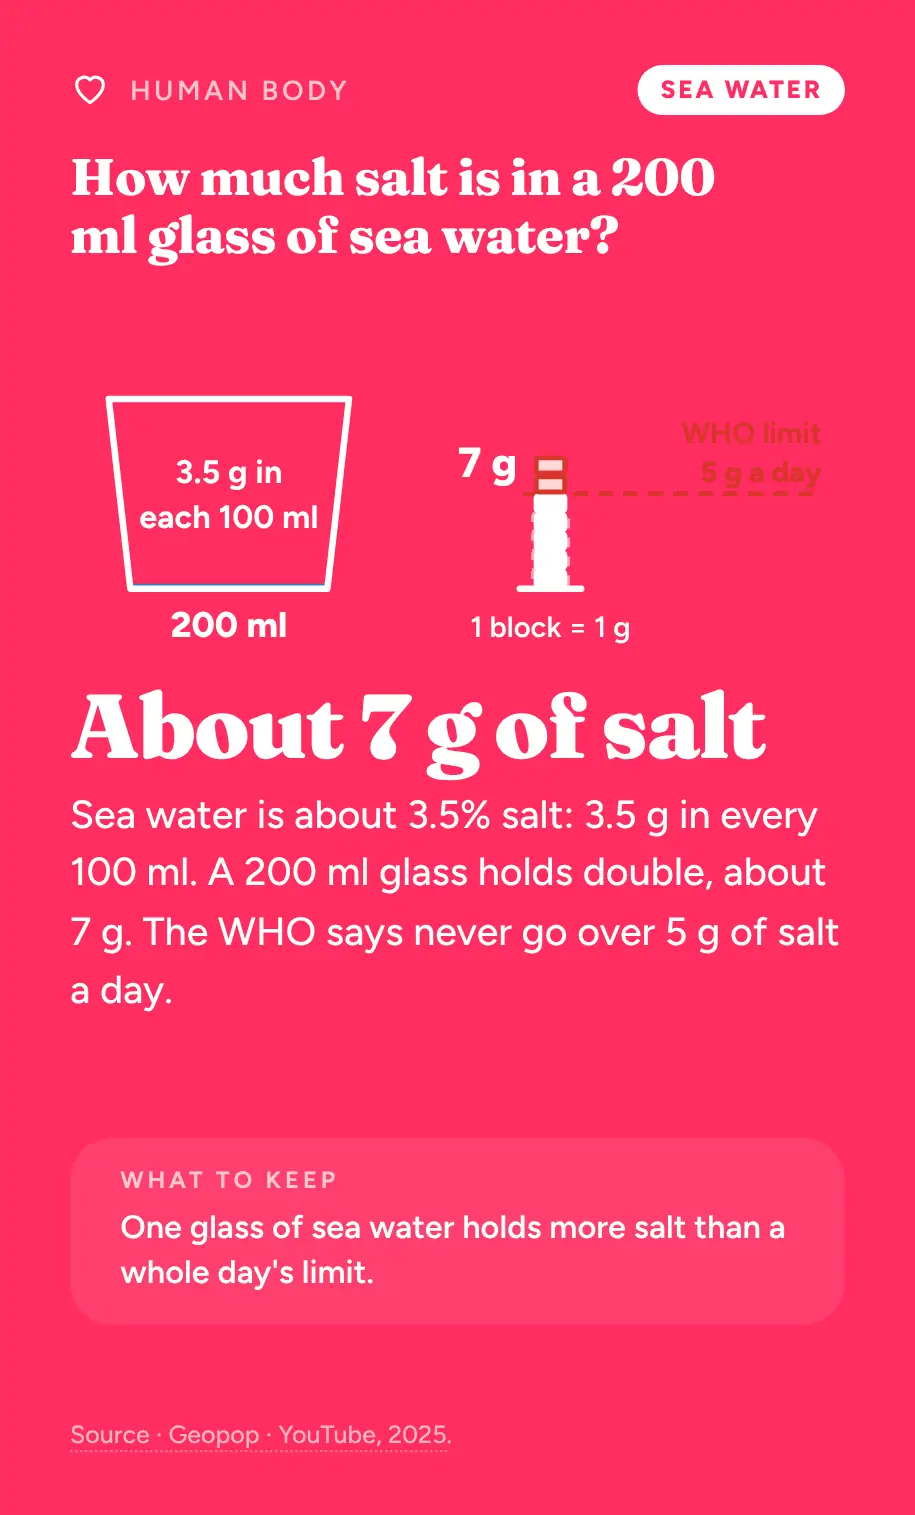 HUMAN BODY
SEA WATER
How much salt is in a 200
ml glass of sea water?
3.5 g in
each 100 ml
200 ml
7 g
WHO limit
5 g a day
1 block = 1 g
About 7 g of salt
Sea water is about 3.5% salt: 3.5 g in every
100 ml. A 200 ml glass holds double, about
7 g. The WHO says never go over 5 g of salt
a day.
WHAT TO KEEP
One glass of sea water holds more salt than a
whole day's limit.
Source · Geopop · YouTube, 2025.